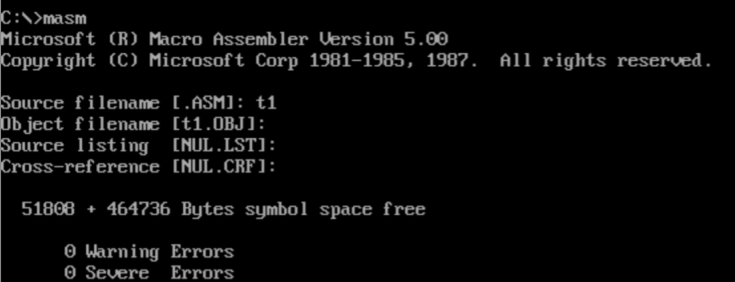 C:\>masm
Microsoft (R) Macro Assembler Version 5.00
Copyright (C) Microsoft Corp 1981-1985, 1987.  All rights reserved.
Source filename [.ASM]: t1
Object filename [t1.OBJ]:
Source listing  [NUL.LST]:
Cross-reference [NUL.CRF]:
51808 + 464736 Bytes symbol space free
0 Warning Errors
0 Severe  Errors